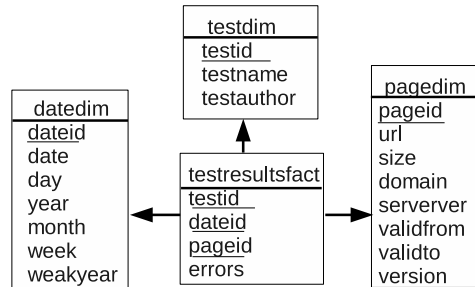 testdim
testid
testname
testauthor
datedim
dateid
date
day
year
month
week
weakyear
testresultsfact
testid
dateid
pageid
errors
pagedim
pageid
url
size
domain
serverver
validfrom
validto
version